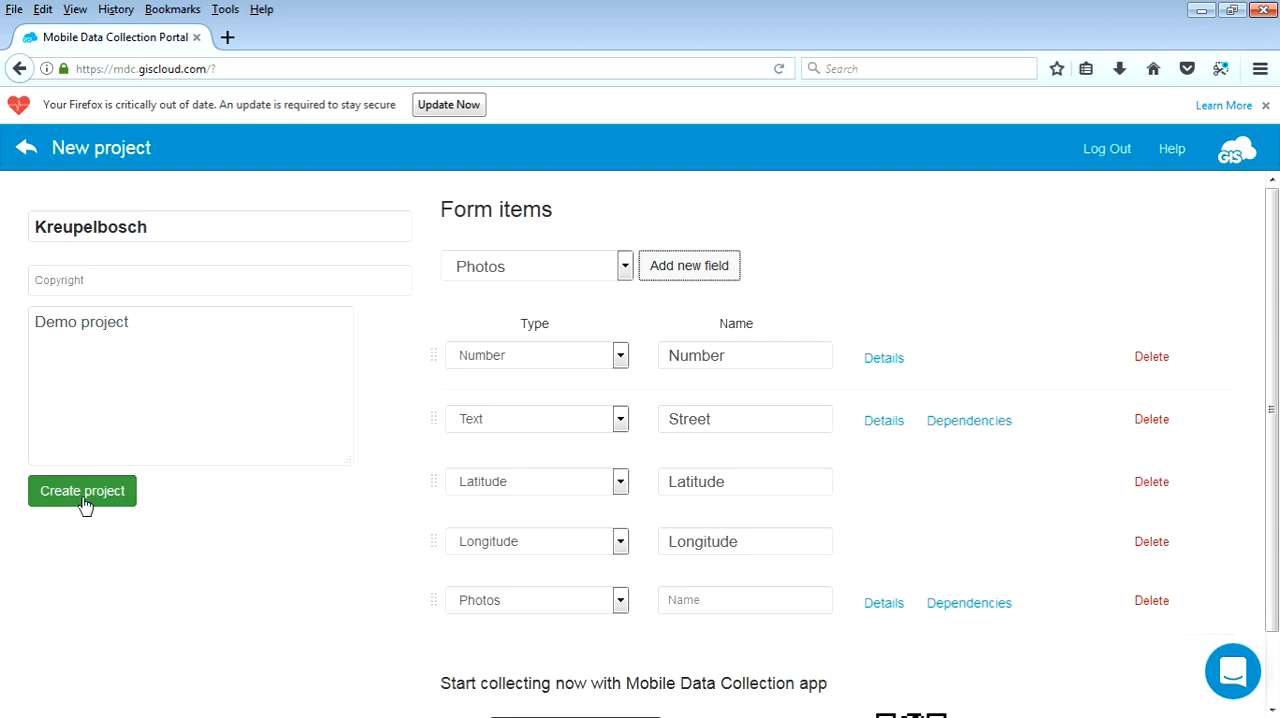 File Edit View History Bookmarks Tools Help
Mobile Data Collection Portal
https://mdc.giscloud.com/?
Search
Your Firefox is critically out of date. An update is required to stay secure
Update Now
Learn More
New project
Log Out
Help
GIS
Kreupelbosch
Copyright
Demo project
Create project
Form items
Photos
Add new field
Type Name
Number Number Details Delete
Text Street Details Dependencies Delete
Latitude Latitude Delete
Longitude Longitude Delete
Photos Name Details Dependencies Delete
Start collecting now with Mobile Data Collection app